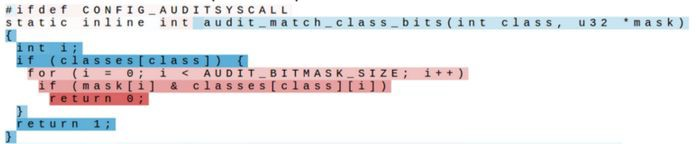 #ifdef CONFIG_AUDITSYSCALL
static inline int audit_match_class_bits(int class, u32 *mask)
{
int i;
if (classes[class]) {
for (i = 0; i < AUDIT_BITMASK_SIZE; i++)
if (mask[i] & classes[class][i])
return 0;
}
return 1;
}